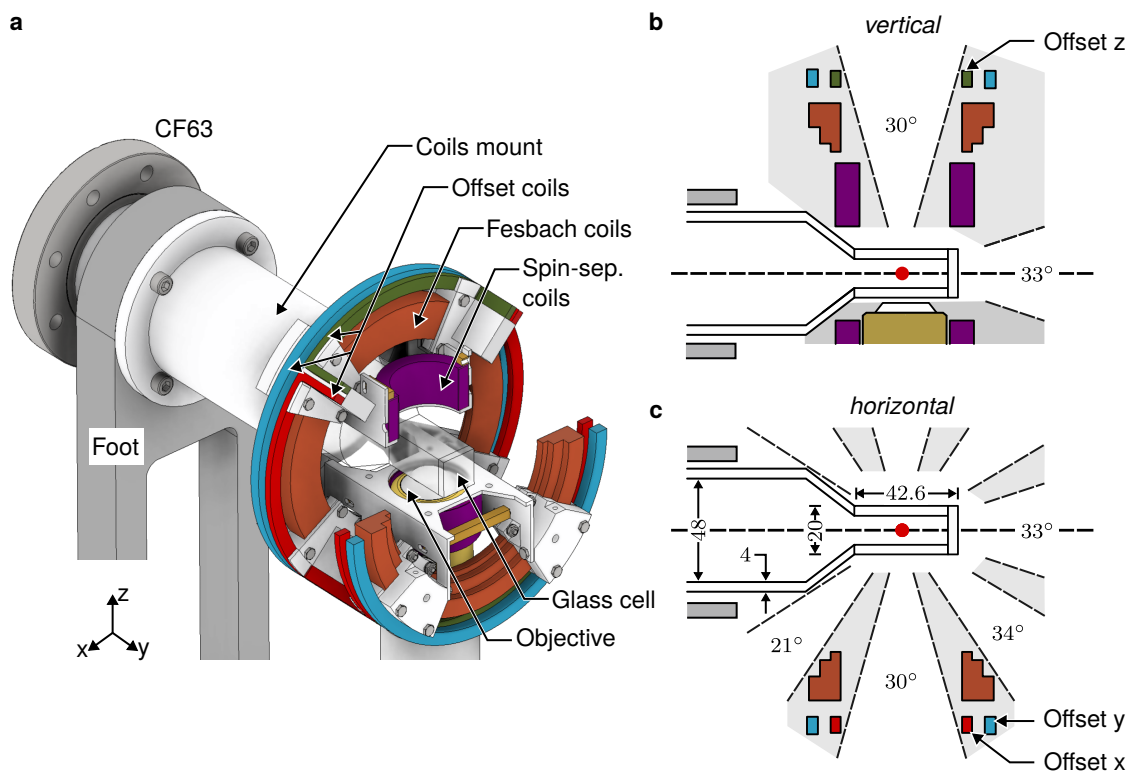 a
CF63
Coils mount
Offset coils
Fesbach coils
Spin-sep.
coils
Foot
Glass cell
Objective
z
x
y
b
vertical
Offset z
30°
33°
c
horizontal
42.6
48
20
4
33°
21°
34°
30°
Offset y
Offset x